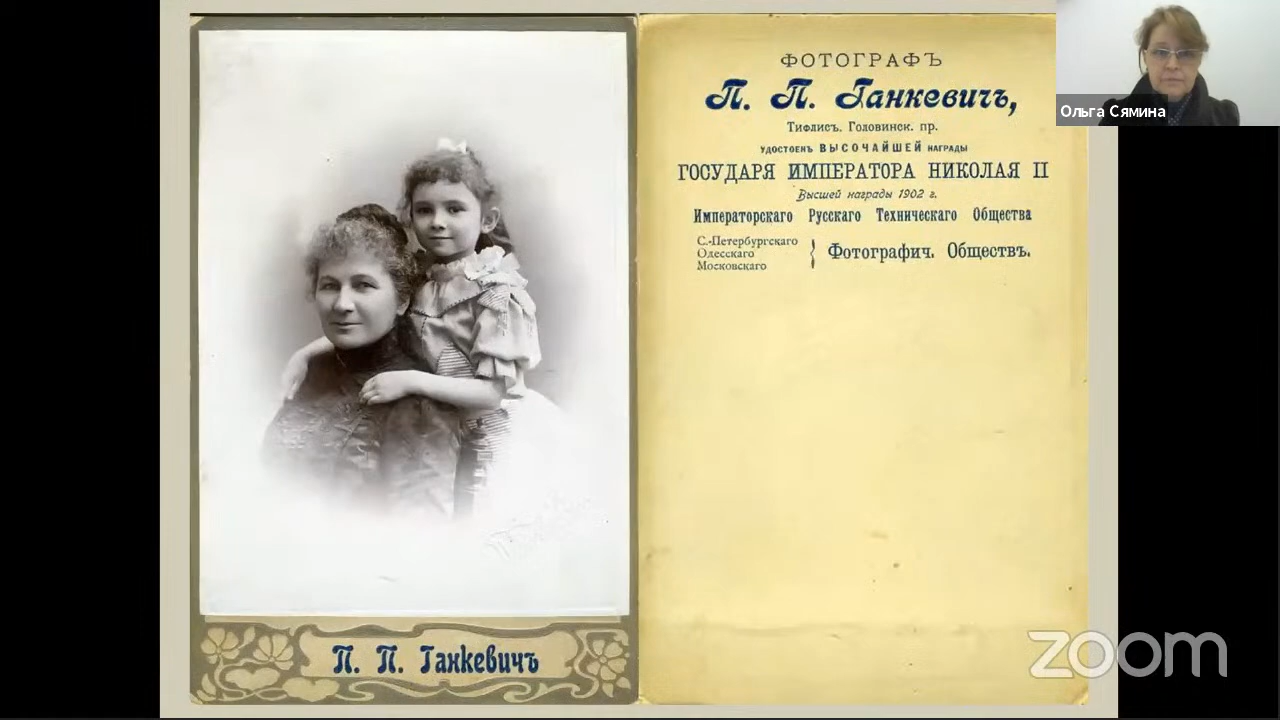 ФОТОГРАФЪ
П. П. Ганкевичъ,
Тифлисъ. Головинск. пр.
УДОСТОЕНЪ ВЫСОЧАЙШЕЙ НАГРАДЫ
ГОСУДАРЯ ИМПЕРАТОРА НИКОЛАЯ II
Высшей награды 1902 г.
Императорскаго Русскаго Техническаго Общества
С.-Петербургскаго
Одесскаго
Московскаго
Фотографич. Обществъ.
П. П. Ганкевичъ
Ольга Сямина
zoom